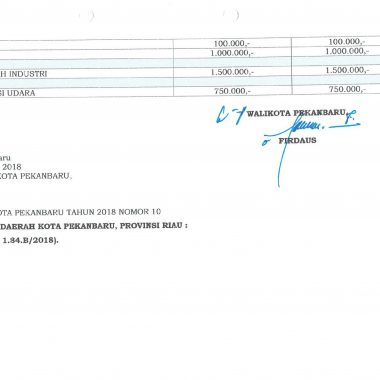 100.000,- 100.000,-
1.000.000,- 1.000.000,-
H INDUSTRI 1.500.000,- 1.500.000,-
SI UDARA 750.000,- 750.000,-
WALIKOTA PEKANBARU,
FIRDAUS
aru
2018
KOTA PEKANBARU,
OTA PEKANBARU TAHUN 2018 NOMOR 10
DAERAH KOTA PEKANBARU, PROVINSI RIAU :
1.34.B/2018).